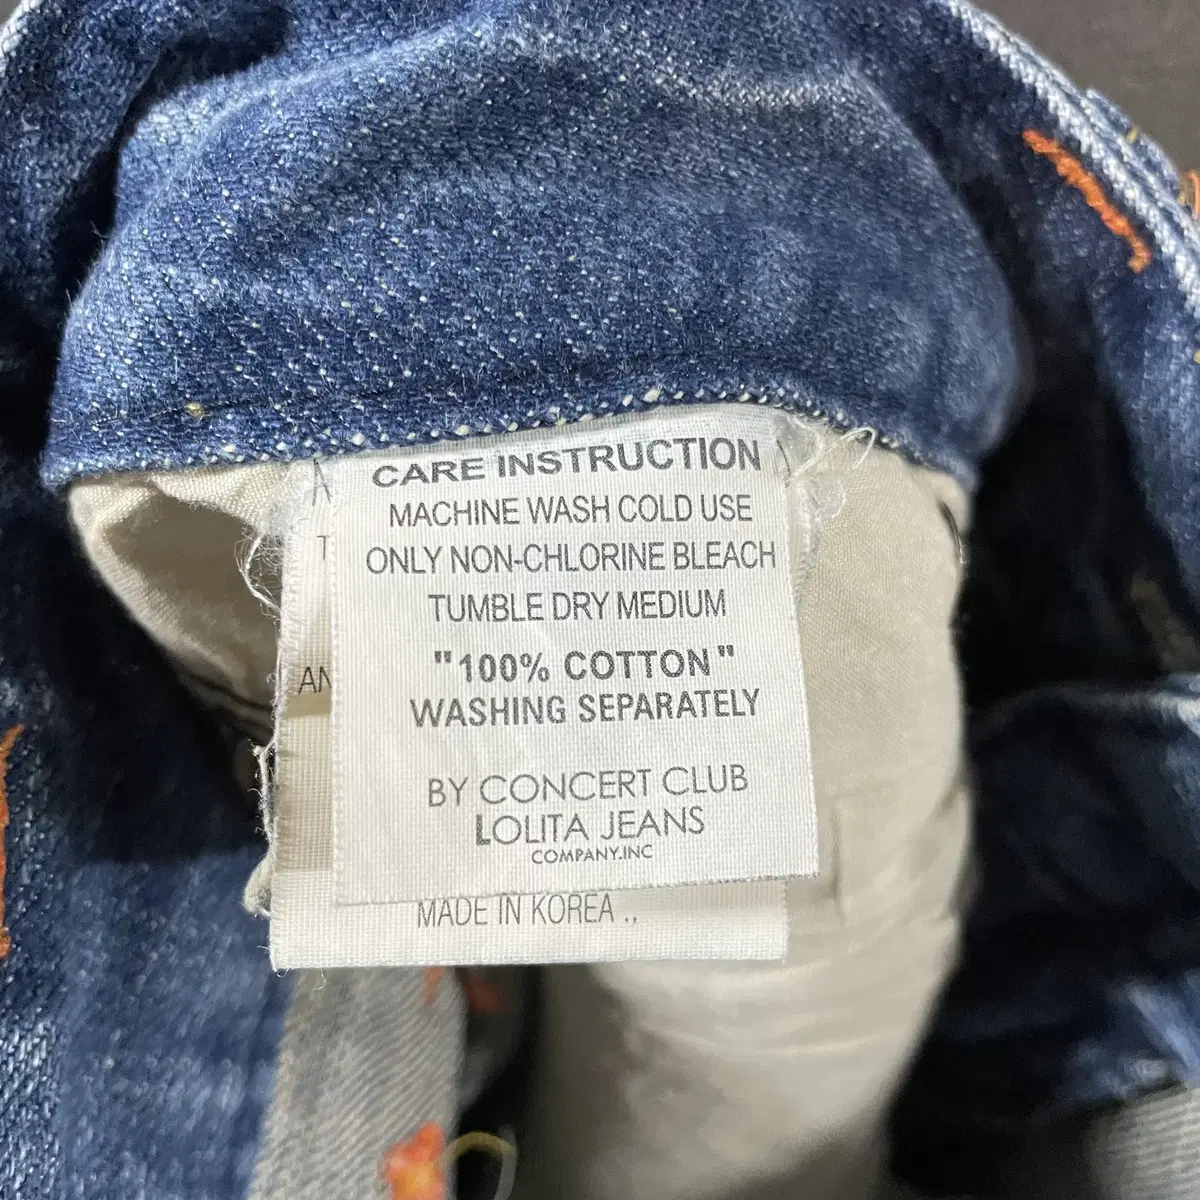 CARE INSTRUCTION
MACHINE WASH COLD USE
ONLY NON-CHLORINE BLEACH
TUMBLE DRY MEDIUM
"100% COTTON"
WASHING SEPARATELY
BY CONCERT CLUB
LOLITA JEANS
COMPANY.INC
MADE IN KOREA .,